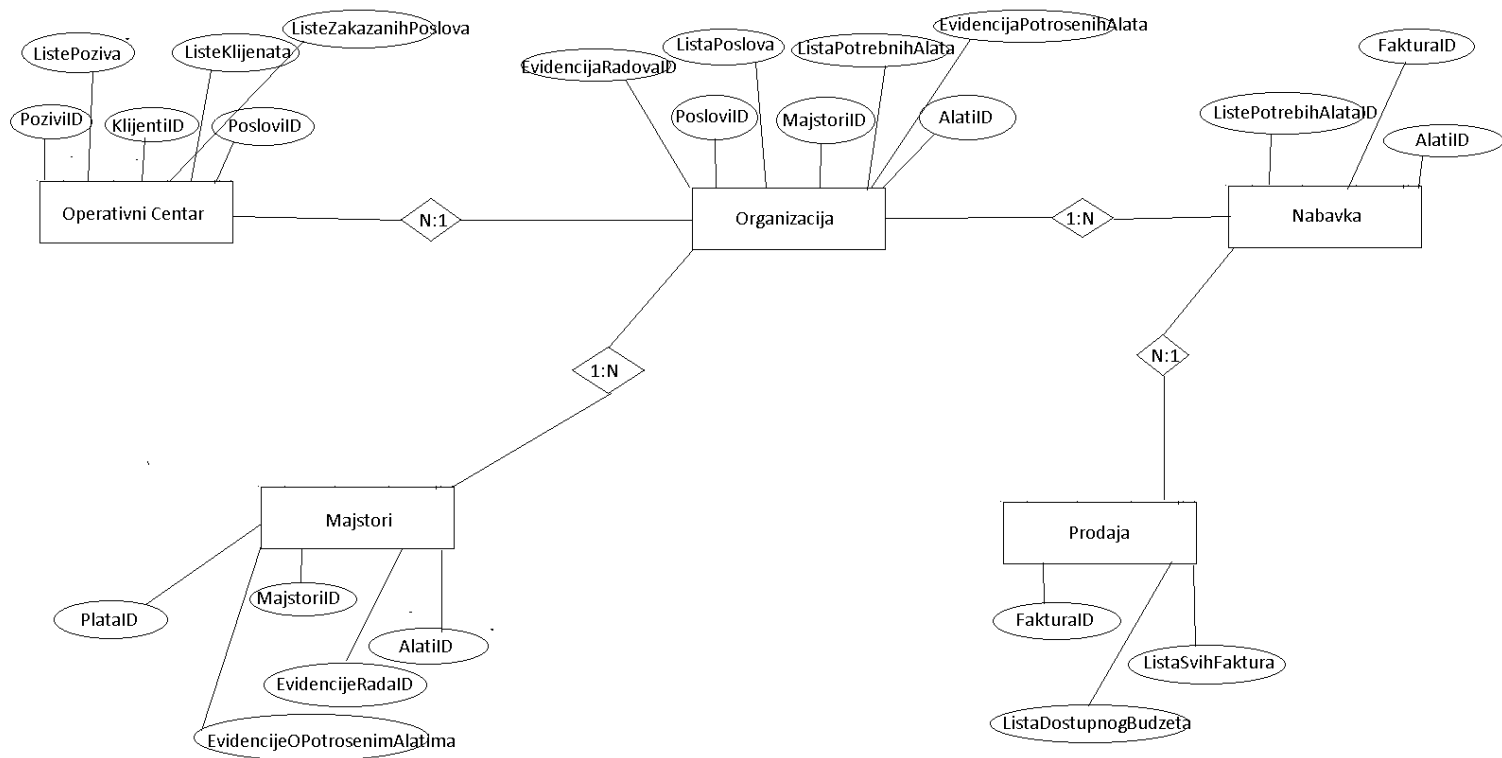 ListeZakazanihPoslova
EvidencijaPotrosenihAlata
ListePoziva
ListeKlijenata
ListaPoslova
ListaPotrebnihAlata
FakturaID
EvidencijaRadovaID
ListePotrebihAlataID
PoziviID
KlijentiID
PosloviID
PosloviID
MajstoriID
AlatiID
AlatiID
Operativni Centar
N:1
Organizacija
1:N
Nabavka
1:N
N:1
Majstori
Prodaja
PlataID
MajstoriID
AlatiID
FakturaID
EvidencijeRadaID
ListaSvihFaktura
EvidencijeOPotrosenimAlatima
ListaDostupnogBudzeta